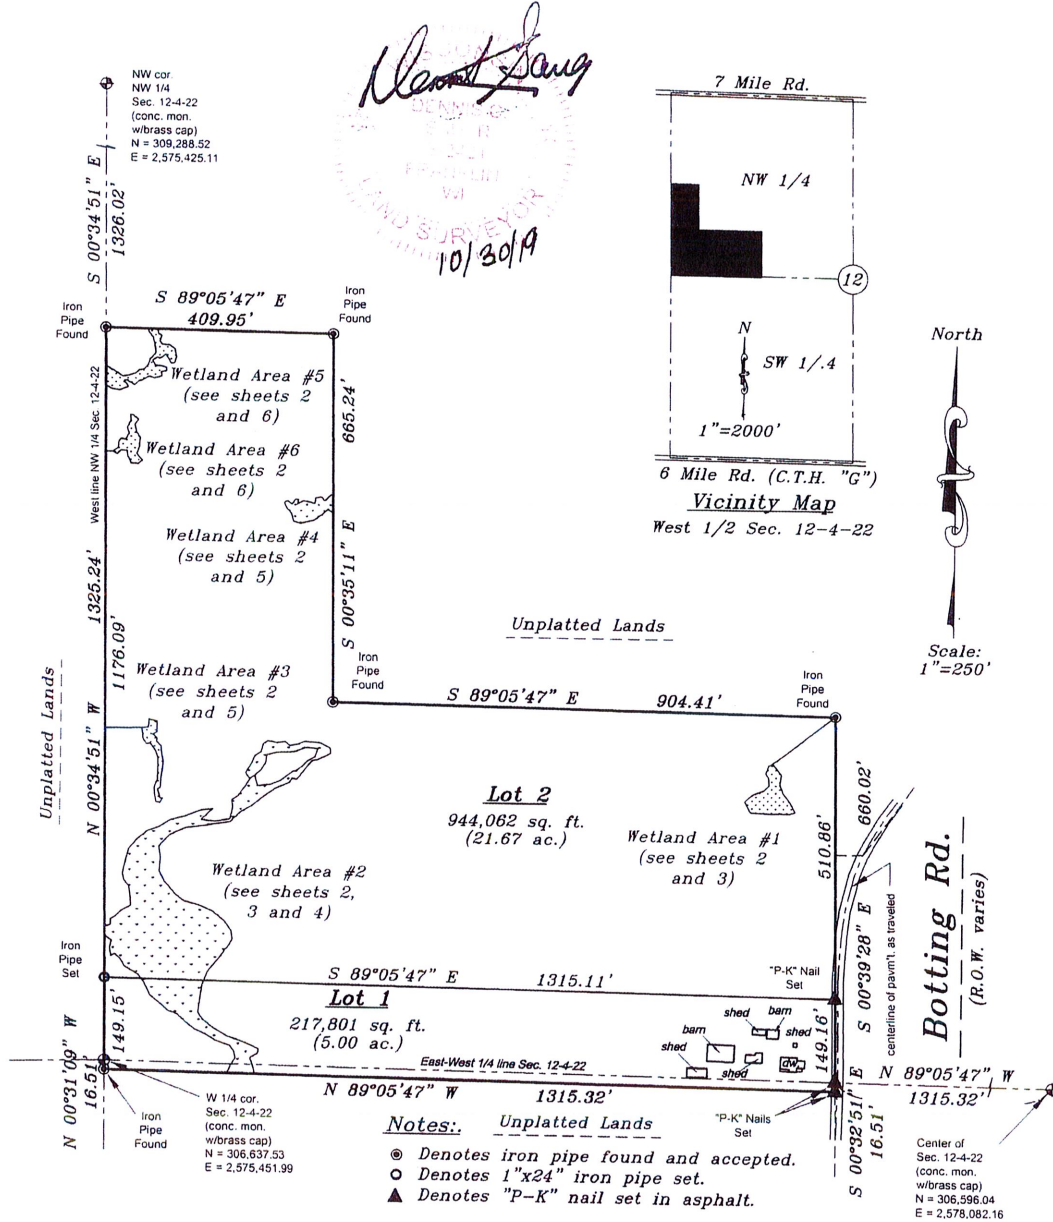 NW cor.
NW 1/4
Sec. 12-4-22
(conc. mon.
w/brass cap)
N = 309,288.52
E = 2,575,425.11
S 00°34'51" E
1326.02'
DENNIS C.
FRANKLIN
WI
LAND SURVEYOR
10/30/19
7 Mile Rd.
NW 1/4
12
N
SW 1/.4
1"=2000'
6 Mile Rd. (C.T.H. "G")
Vicinity Map
West 1/2 Sec. 12-4-22
North
Scale:
1"=250'
Iron
Pipe
Found
S 89°05'47" E
409.95'
Iron
Pipe
Found
West line NW 1/4 Sec. 12-4-22
Wetland Area #5
(see sheets 2
and 6)
665.24'
Wetland Area #6
(see sheets 2
and 6)
Wetland Area #4
(see sheets 2
and 5)
S 00°35'11" E
1325.24'
1176.09'
N 00°34'51" W
Unplatted Lands
Unplatted Lands
Wetland Area #3
(see sheets 2
and 5)
Iron
Pipe
Found
S 89°05'47" E 904.41'
Iron
Pipe
Found
Lot 2
944,062 sq. ft.
(21.67 ac.)
Wetland Area #1
(see sheets 2
and 3)
510.86'
660.02'
Wetland Area #2
(see sheets 2,
3 and 4)
S 00°39'28" E
centerline of pavm't. as traveled
Botting Rd.
(R.O.W. varies)
Iron
Pipe
Set
S 89°05'47" E 1315.11'
"P-K" Nail
Set
Lot 1
217,801 sq. ft.
(5.00 ac.)
149.15'
149.16'
shed
barn
shed
barn
shed
shed
dw
East-West 1/4 line Sec. 12-4-22
N 89°05'47" W
1315.32'
N 89°05'47" W
1315.32'
N 00°31'09" W
16.51'
S 00°32'51" E
16.51'
Iron
Pipe
Found
W 1/4 cor.
Sec. 12-4-22
(conc. mon.
w/brass cap)
N = 306,637.53
E = 2,575,451.99
"P-K" Nails
Set
Center of
Sec. 12-4-22
(conc. mon.
w/brass cap)
N = 306,596.04
E = 2,578,082.16
Notes:.
Unplatted Lands
Denotes iron pipe found and accepted.
Denotes 1"x24" iron pipe set.
Denotes "P-K" nail set in asphalt.